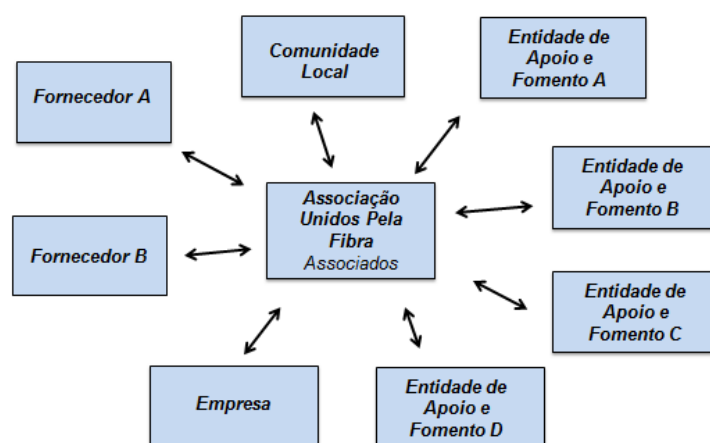 Comunidade
Local
Entidade de
Apoio e
Fomento A
Fornecedor A
Entidade de
Apoio e
Fomento B
Associação
Unidos Pela
Fibra
Associados
Fornecedor B
Entidade de
Apoio e
Fomento C
Empresa
Entidade de
Apoio e
Fomento D